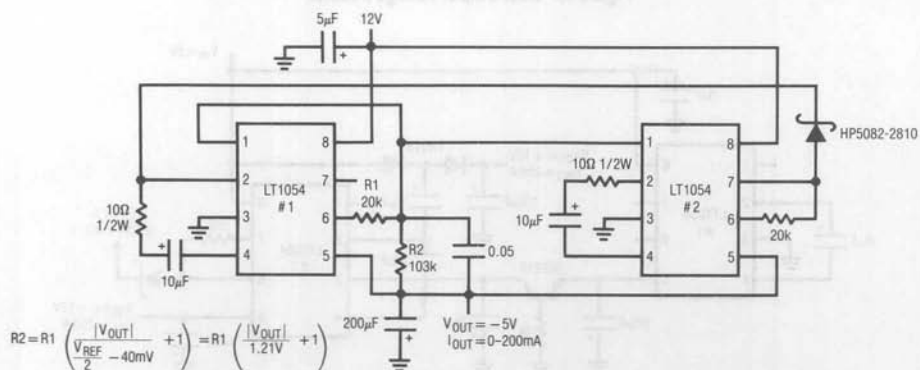 5μF
12V
HP5082-2810
1
8
2
7
3
6
4
5
LT1054
#1
R1
20k
10Ω
1/2W
+
10μF
R2
103k
0.05
200μF
+
+
10Ω 1/2W
10μF
+
1
8
2
7
3
6
4
5
LT1054
#2
20k
VOUT = −5V
IOUT = 0-200mA
R2 = R1 ( |VOUT| / (VREF/2 − 40mV) + 1 ) = R1 ( |VOUT| / 1.21V + 1 )